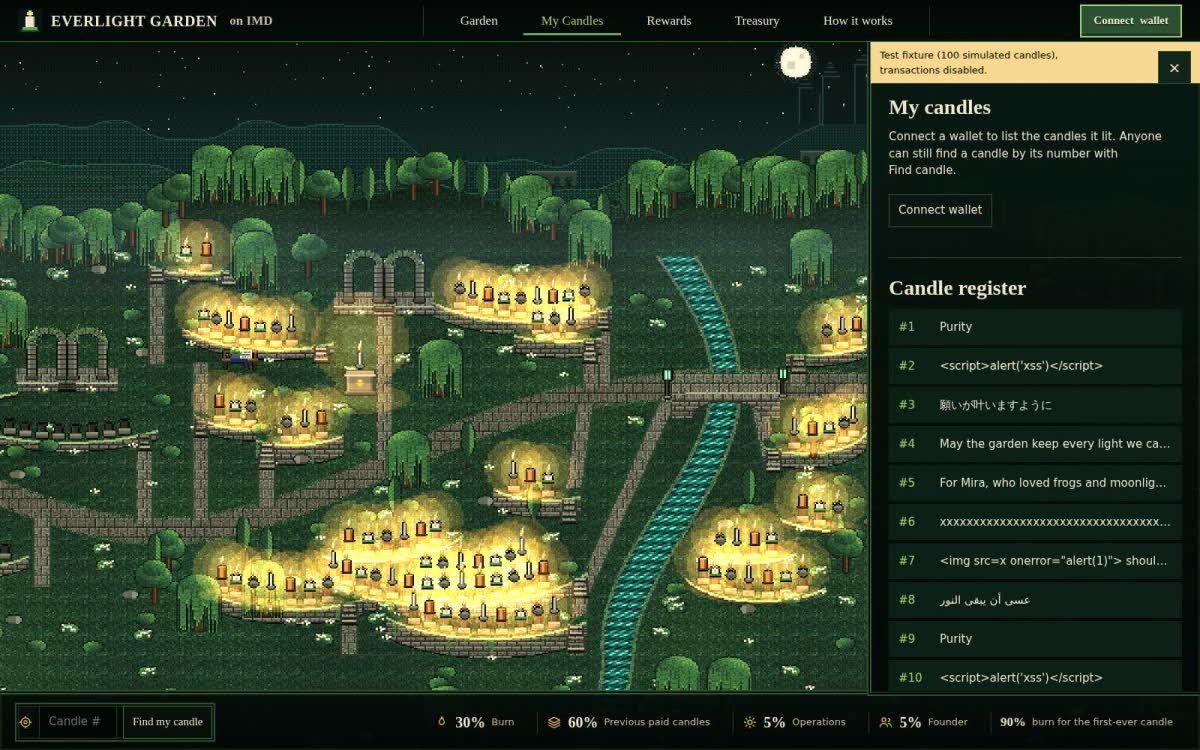 EVERLIGHT GARDEN on IMD
Garden
My Candles
Rewards
Treasury
How it works
Connect wallet
Test fixture (100 simulated candles),
transactions disabled.
✕
My candles
Connect a wallet to list the candles it lit. Anyone
can still find a candle by its number with
Find candle.
Connect wallet
Candle register
#1 Purity
#2 <script>alert('xss')</script>
#3 願いが叶いますように
#4 May the garden keep every light we ca...
#5 For Mira, who loved frogs and moonlig...
#6 xxxxxxxxxxxxxxxxxxxxxxxxxxxxxxxxx...
#7 <img src=x onerror="alert(1)"> shoul...
#8 عسى أن يبقى النور
#9 Purity
#10 <script>alert('xss')</script>
Candle #
Find my candle
30% Burn
60% Previous paid candles
5% Operations
5% Founder
90% burn for the first-ever candle